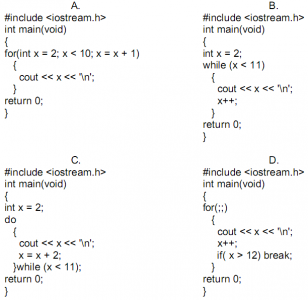 A.
#include <iostream.h>
int main(void)
{
for(int x = 2; x < 10; x = x + 1)
{
cout << x << '\n';
}
return 0;
}
B.
#include <iostream.h>
int main(void)
{
int x = 2;
while (x < 11)
{
cout << x << '\n';
x++;
}
return 0;
}
C.
#include <iostream.h>
int main(void)
{
int x = 2;
do
{
cout << x << '\n';
x = x + 2;
}while (x < 11);
return 0;
}
D.
#include <iostream.h>
int main(void)
{
for(;;)
{
cout << x << '\n';
x++;
if( x > 12) break;
}
return 0;
}